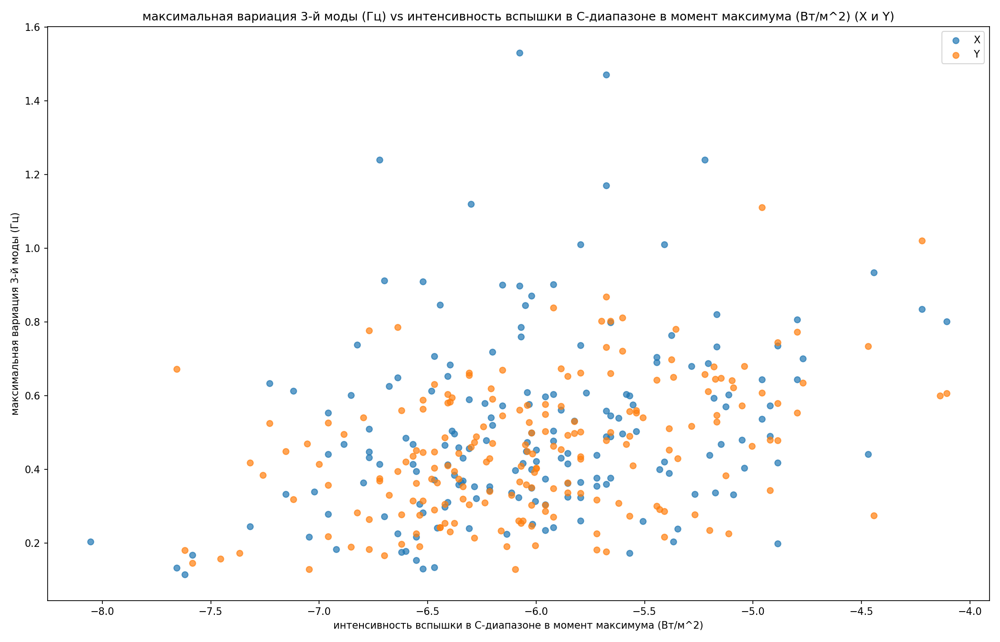 максимальная вариация 3-й моды (Гц) vs интенсивность вспышки в C-диапазоне в момент максимума (Вт/м^2) (X и Y)
X
Y
максимальная вариация 3-й моды (Гц)
1.6
1.4
1.2
1.0
0.8
0.6
0.4
0.2
−8.0 −7.5 −7.0 −6.5 −6.0 −5.5 −5.0 −4.5 −4.0
интенсивность вспышки в C-диапазоне в момент максимума (Вт/м^2)